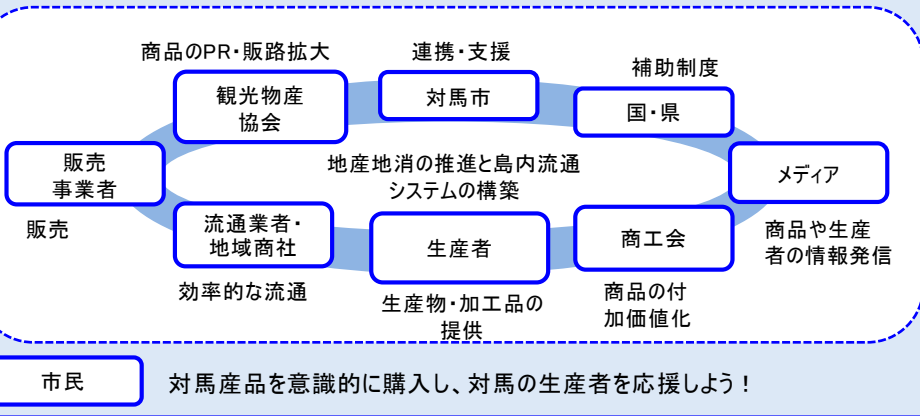 商品のPR・販路拡大
観光物産
協会
連携・支援
対馬市
補助制度
国・県
販売
事業者
販売
地産地消の推進と島内流通
システムの構築
メディア
商品や生産
者の情報発信
流通業者・
地域商社
効率的な流通
生産者
生産物・加工品の
提供
商工会
商品の付
加価値化
市民
対馬産品を意識的に購入し、対馬の生産者を応援しよう！